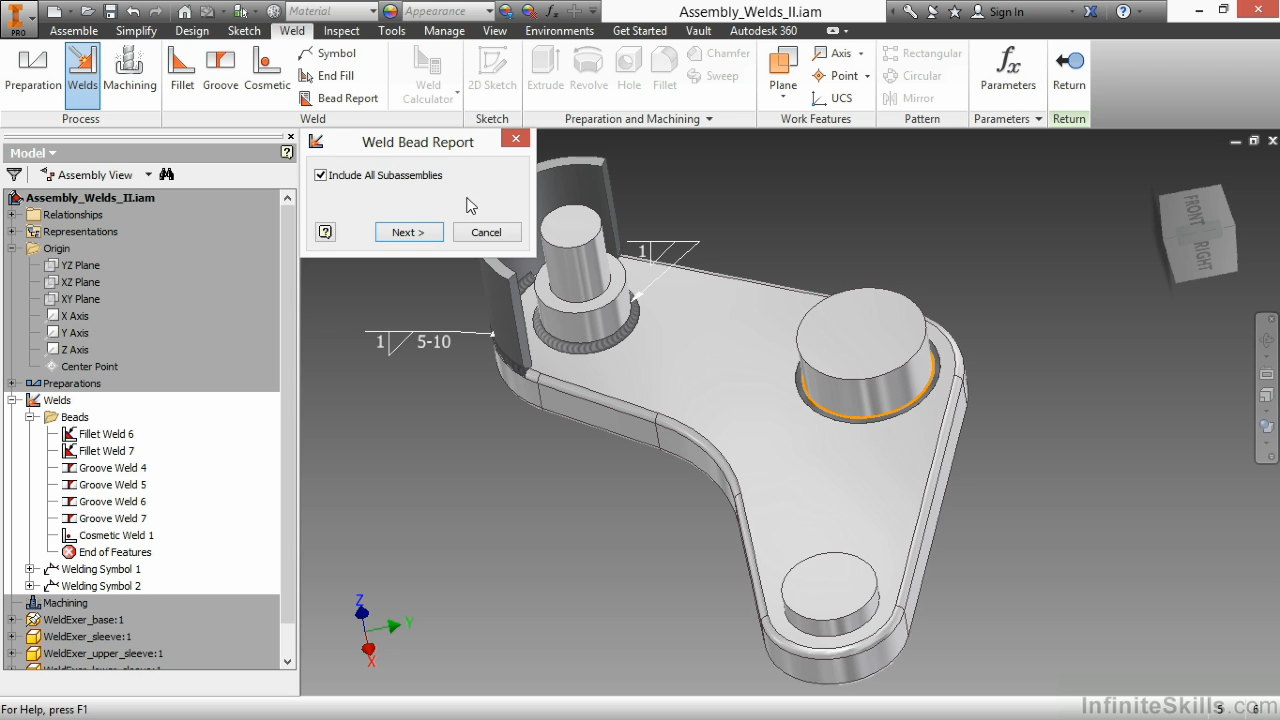 Material
Appearance
Assembly_Welds_II.iam
Sign In
PRO
Assemble Simplify Design Sketch Weld Inspect Tools Manage View Environments Get Started Vault Autodesk 360
Preparation Welds Machining Fillet Groove Cosmetic Symbol End Fill Bead Report Weld Calculator 2D Sketch Extrude Revolve Hole Fillet Chamfer Sweep Plane Axis Point UCS Rectangular Circular Mirror Parameters Return
Process Weld Sketch Preparation and Machining Work Features Pattern Parameters Return
Model
Assembly View
Assembly_Welds_II.iam
Relationships
Representations
Origin
YZ Plane
XZ Plane
XY Plane
X Axis
Y Axis
Z Axis
Center Point
Preparations
Welds
Beads
Fillet Weld 6
Fillet Weld 7
Groove Weld 4
Groove Weld 5
Groove Weld 6
Groove Weld 7
Cosmetic Weld 1
End of Features
Welding Symbol 1
Welding Symbol 2
Machining
WeldExer_base:1
WeldExer_sleeve:1
WeldExer_upper_sleeve:1
Weld Bead Report
Include All Subassemblies
Next >
Cancel
1
1 5-10
FRONT
RIGHT
Z
Y
X
For Help, press F1
5 6
InfiniteSkills.com